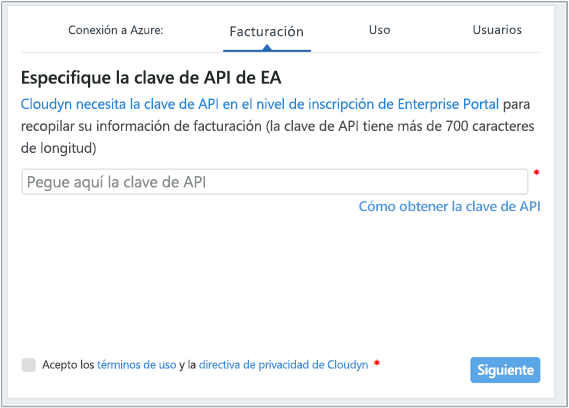 Conexión a Azure: Facturación Uso Usuarios
Especifique la clave de API de EA
Cloudyn necesita la clave de API en el nivel de inscripción de Enterprise Portal para
recopilar su información de facturación (la clave de API tiene más de 700 caracteres
de longitud)
Pegue aquí la clave de API *
Cómo obtener la clave de API
Acepto los términos de uso y la directiva de privacidad de Cloudyn * Siguiente